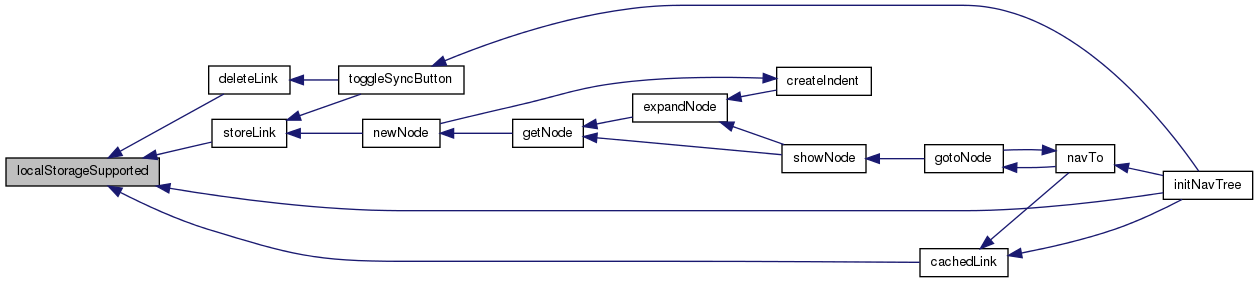 deleteLink
toggleSyncButton
createIndent
expandNode
storeLink
newNode
getNode
showNode
gotoNode
navTo
localStorageSupported
initNavTree
cachedLink